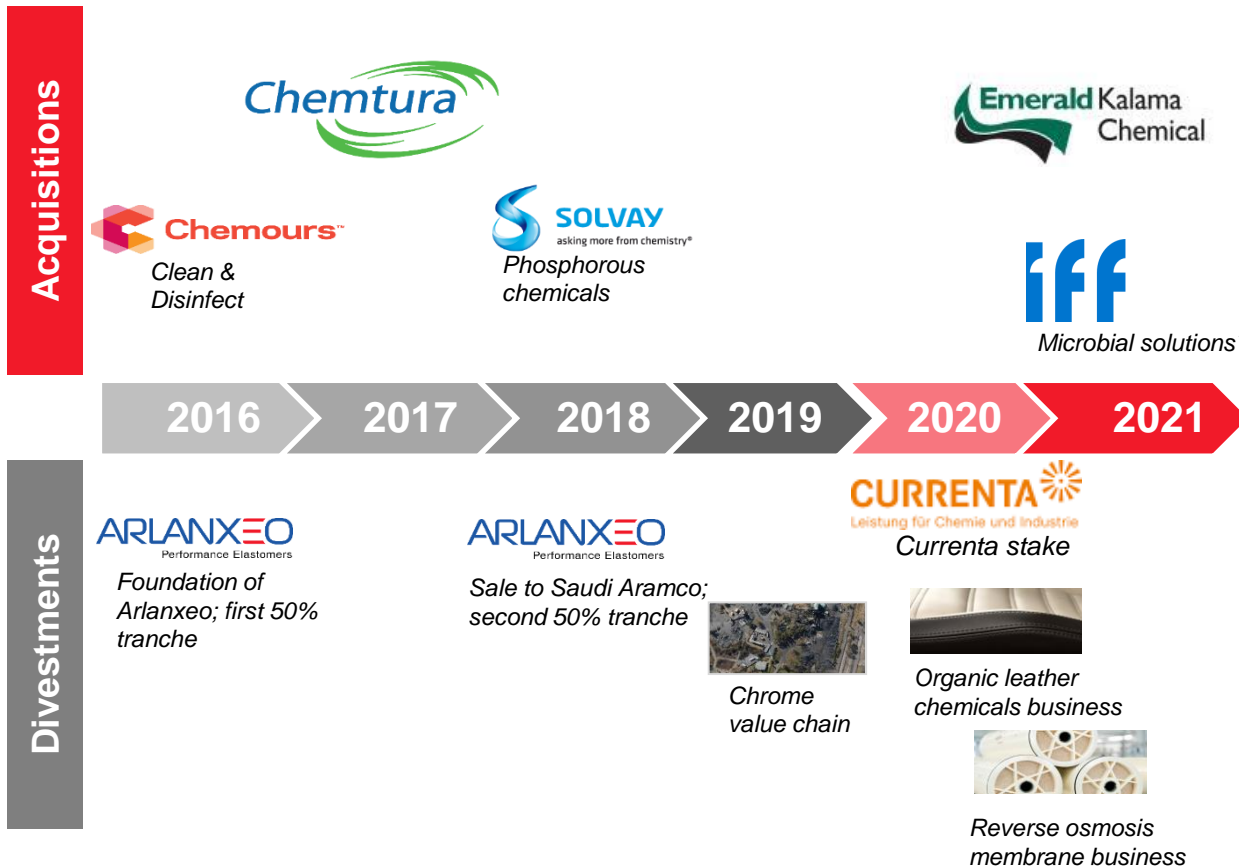 Acquisitions
Chemtura
Emerald Kalama
Chemical
Chemours™
Clean &
Disinfect
SOLVAY
asking more from chemistry®
Phosphorous
chemicals
iff
Microbial solutions
2016 2017 2018 2019 2020 2021
Divestments
ARLANXEO
Performance Elastomers
Foundation of
Arlanxeo; first 50%
tranche
ARLANXEO
Performance Elastomers
Sale to Saudi Aramco;
second 50% tranche
Chrome
value chain
CURRENTA
Leistung für Chemie und Industrie
Currenta stake
Organic leather
chemicals business
Reverse osmosis
membrane business